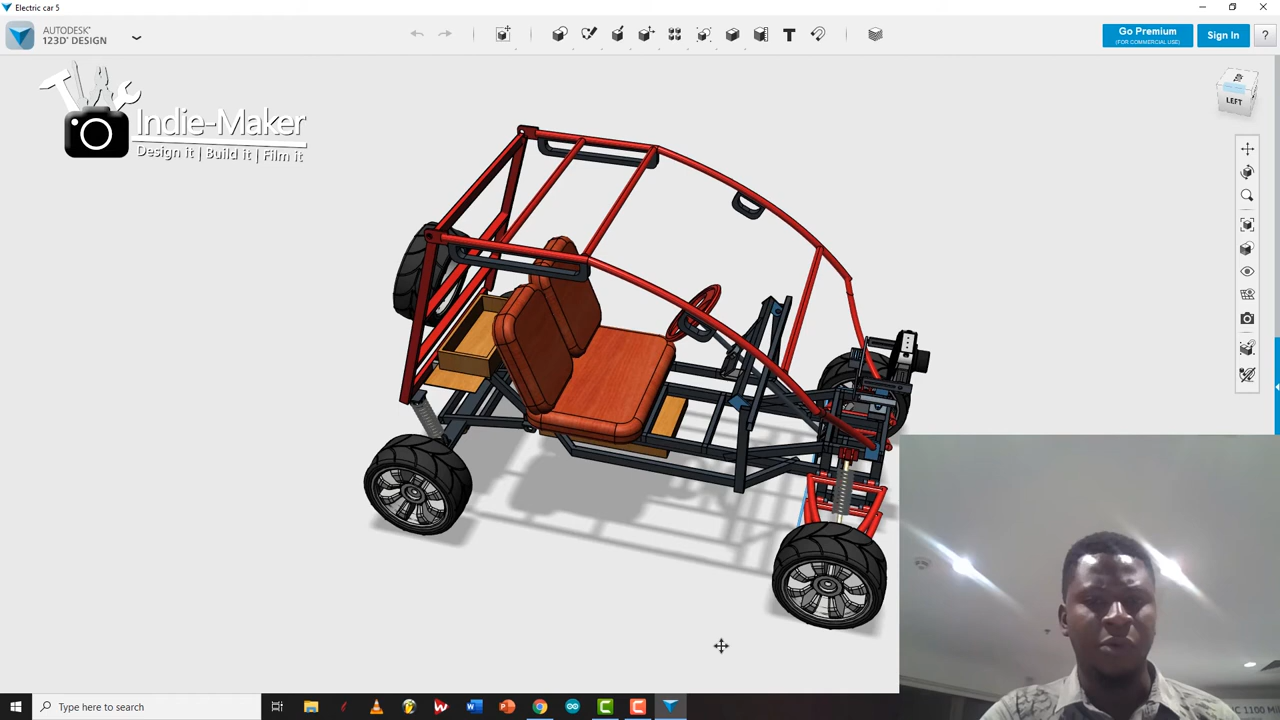 Electric car 5
AUTODESK
123D® DESIGN
Go Premium
(FOR COMMERCIAL USE)
Sign In
?
T
LEFT
Indie-Maker
Design it | Build it | Film it
Type here to search